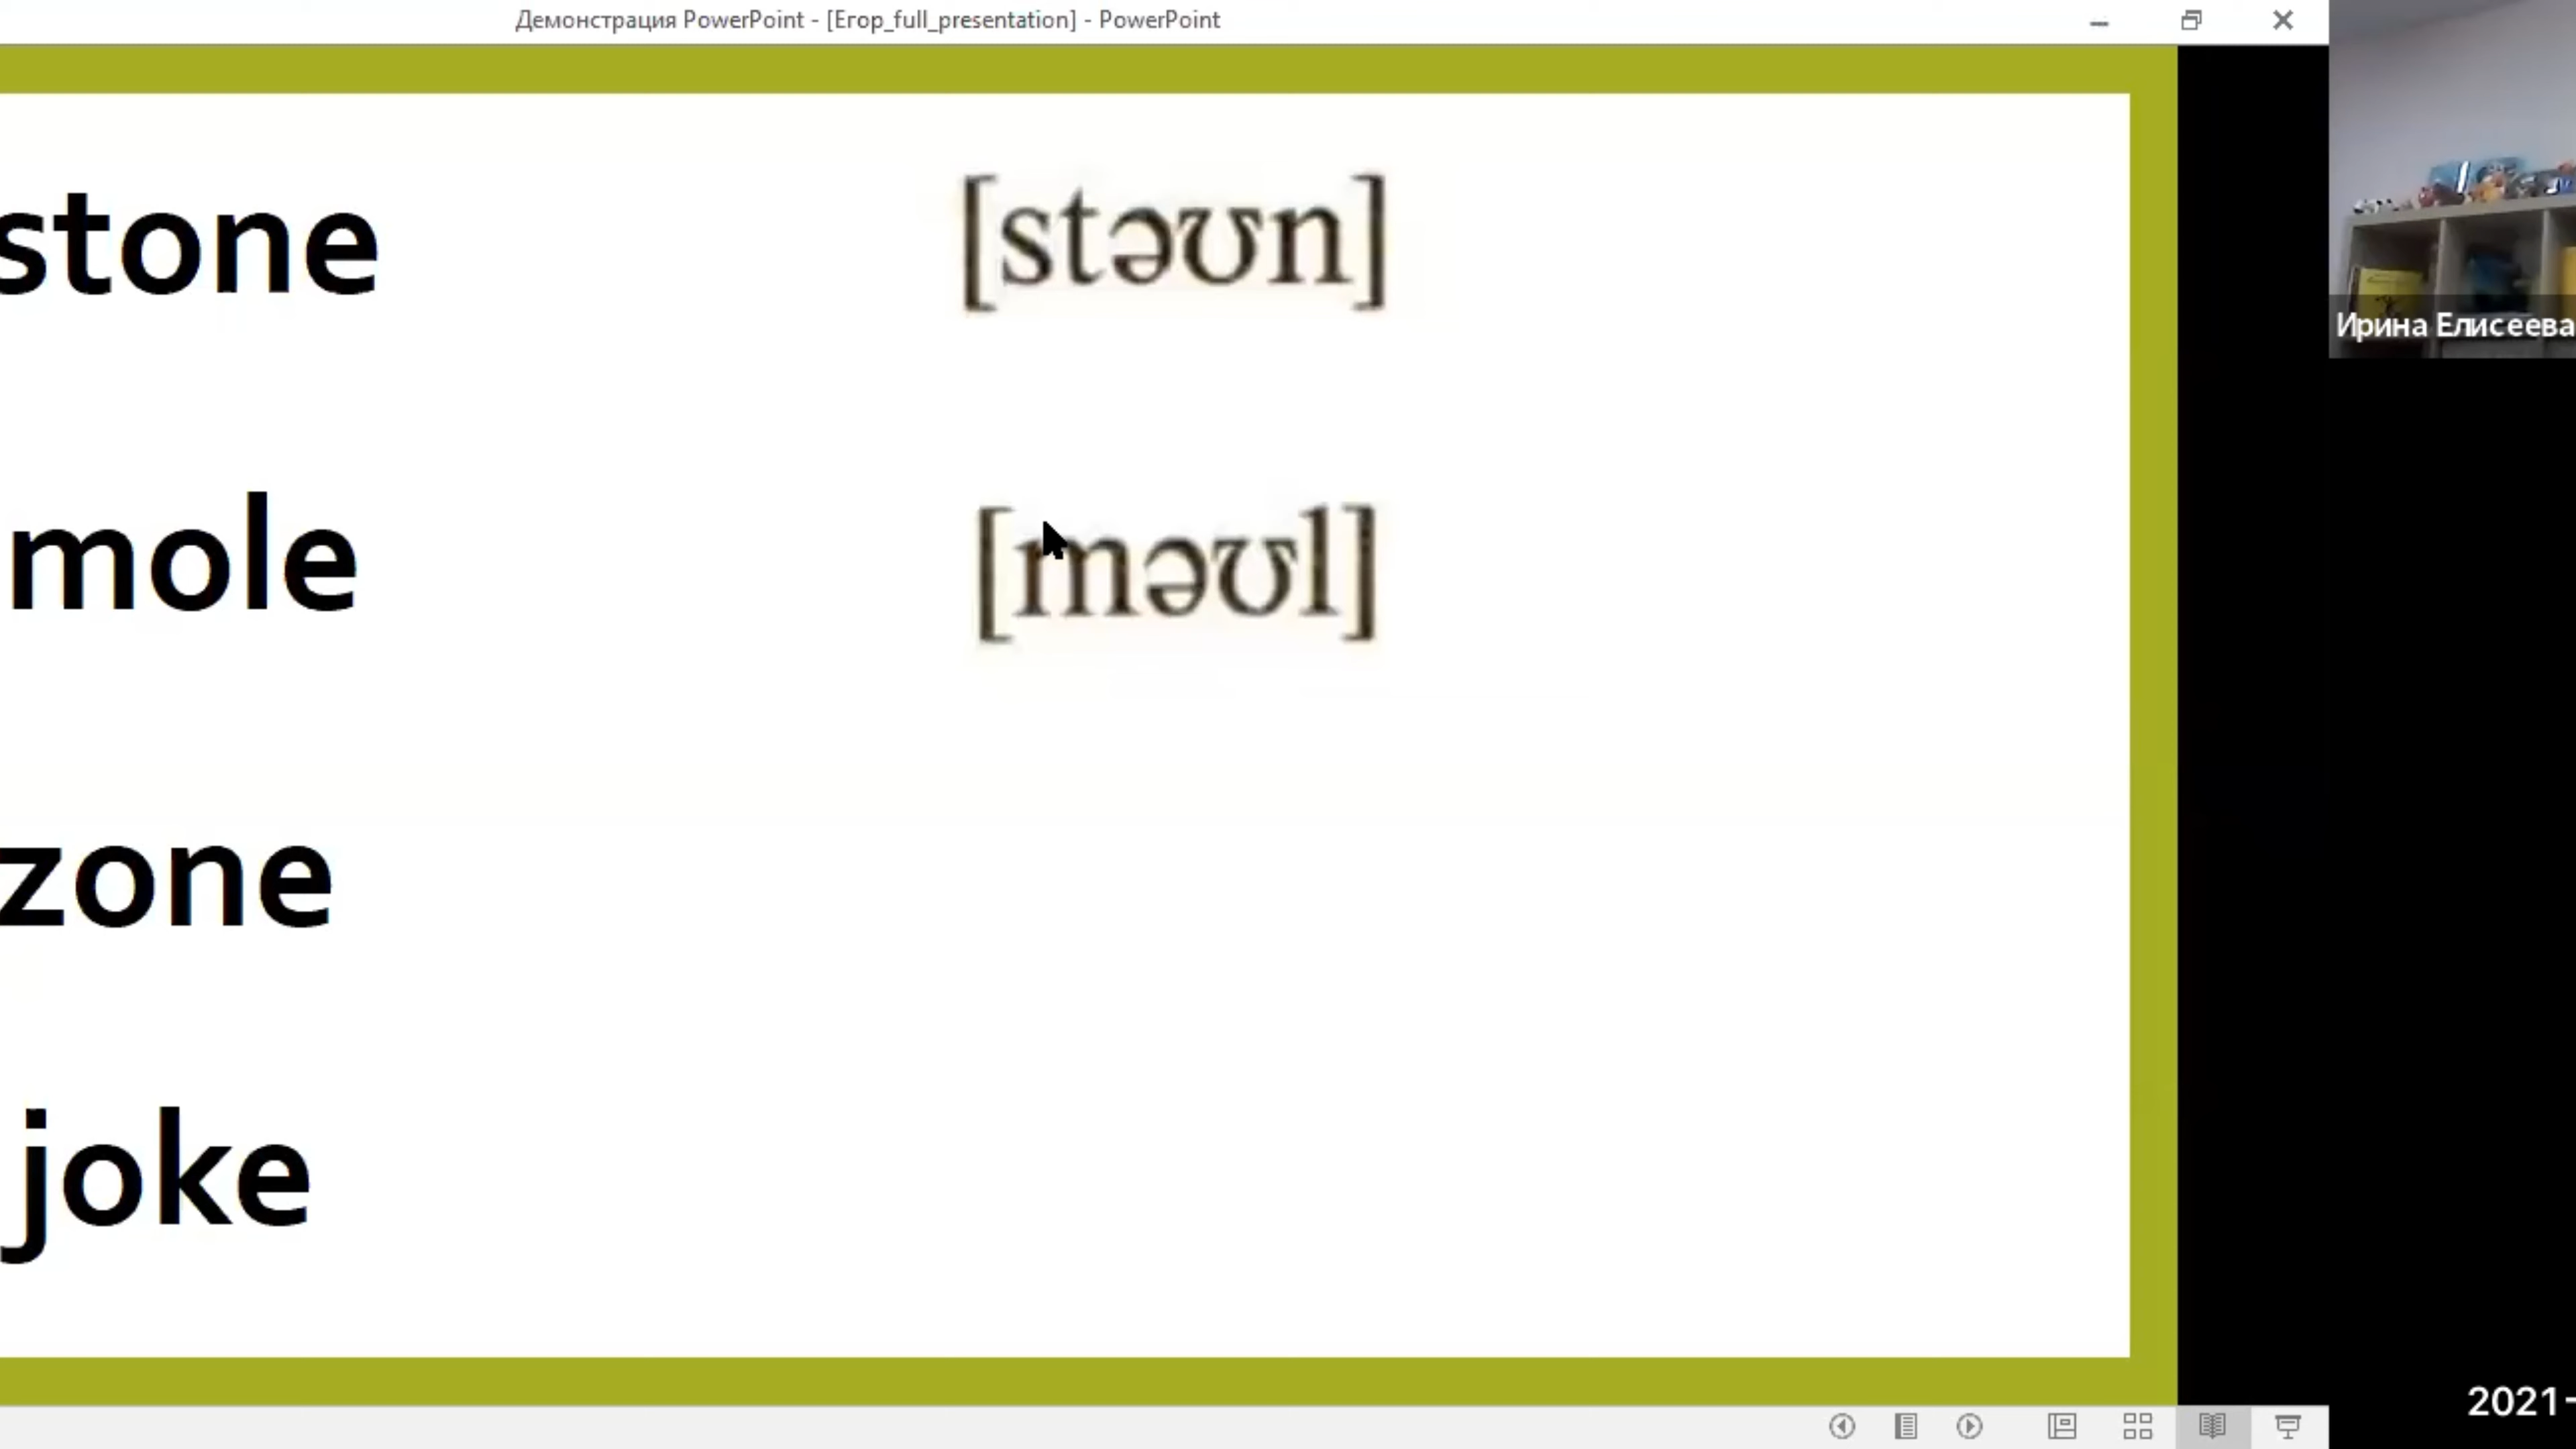 Демонстрация PowerPoint - [Егор_full_presentation] - PowerPoint
stone [stəʊn]
Ирина Елисеева
mole [məʊl]
zone
joke
2021-